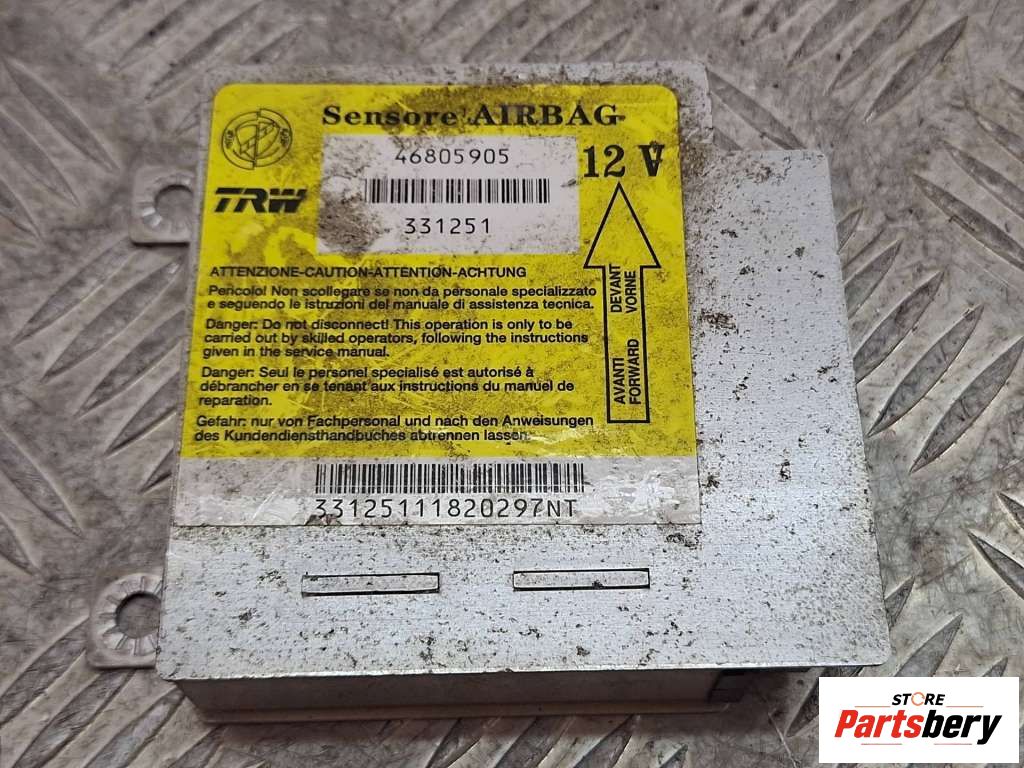 Sensore AIRBAG
46805905
12 V
TRW
331251
ATTENZIONE-CAUTION-ATTENTION-ACHTUNG
Pericolo! Non scollegare se non da personale specializzato
e seguendo le istruzioni del manuale di assistenza tecnica.
Danger: Do not disconnect! This operation is only to be
carried out by skilled operators, following the instructions
given in the service manual.
Danger: Seul le personel specialisé est autorisé à
débrancher en se tenant aux instructions du manuel de
reparation.
Gefahr: nur von Fachpersonal und nach den Anweisungen
des Kundendiensthandbuches abtrennen lassen.
AVANTI DEVANT
FORWARD VORNE
33125111820297NT
STORE
Partsbery